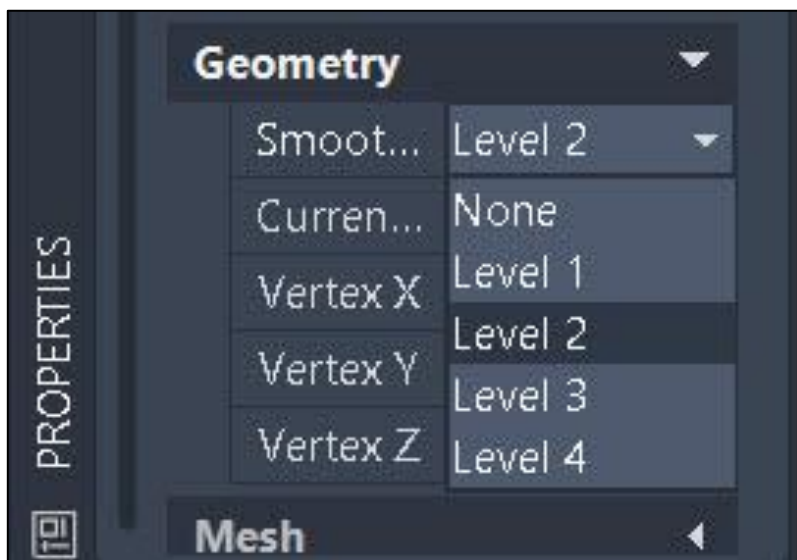 Geometry
Smoot... Level 2
Curren... None
Level 1
Vertex X
Level 2
Vertex Y
Level 3
Vertex Z
Level 4
Mesh
PROPERTIES